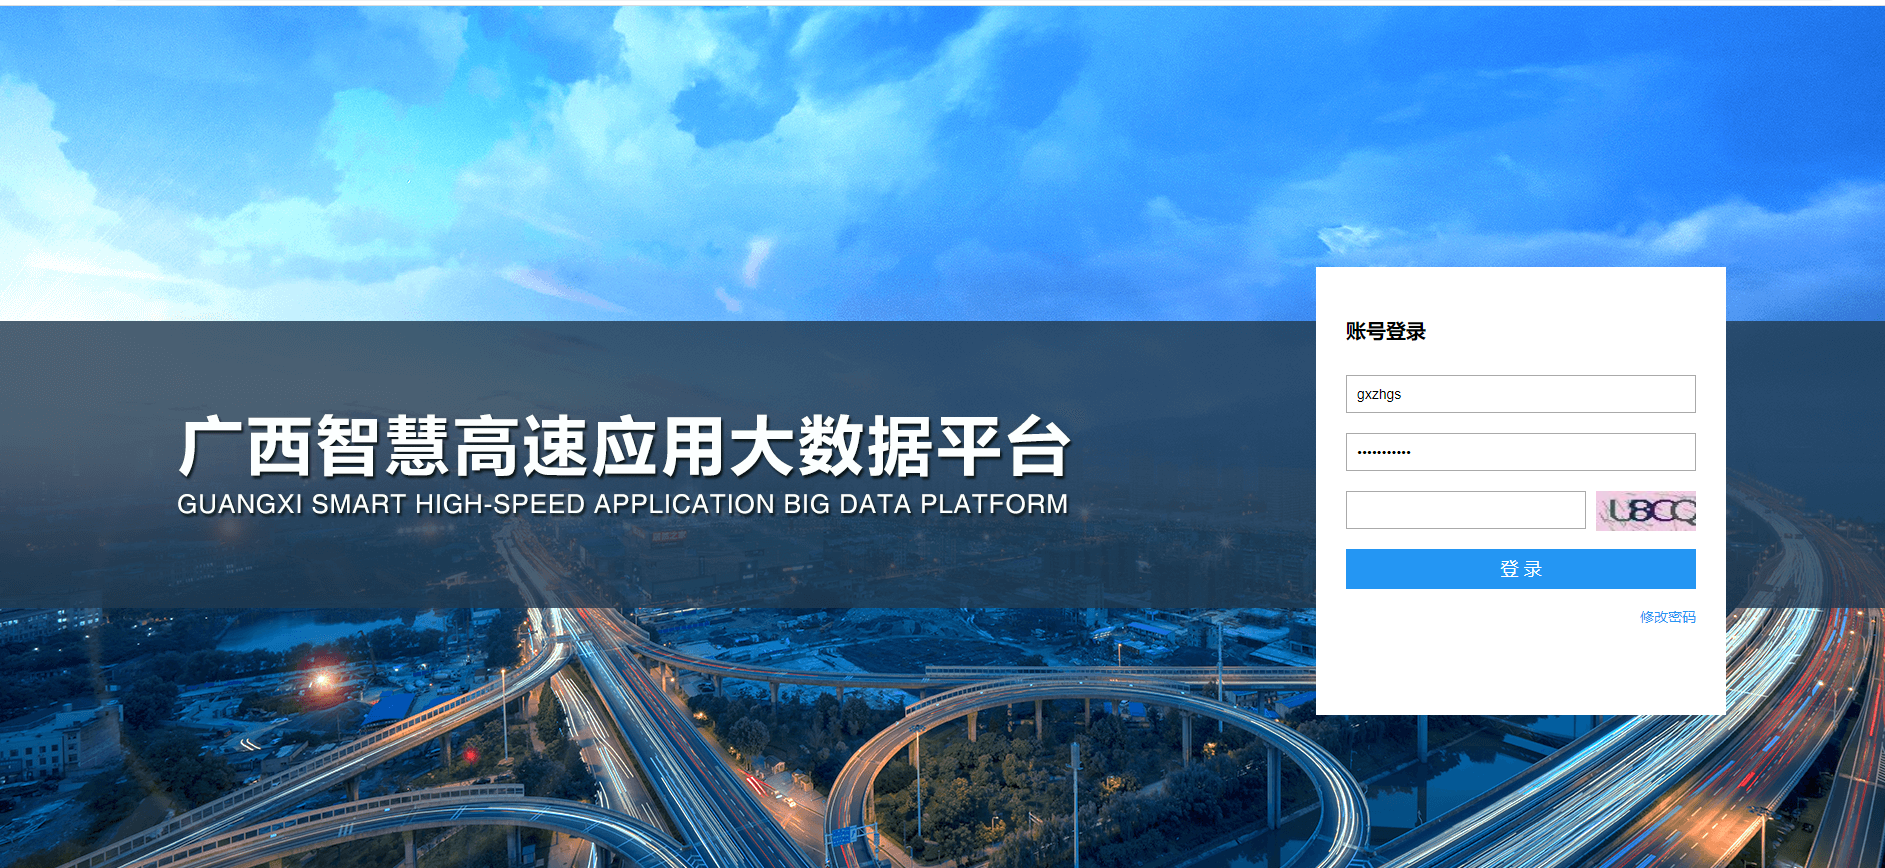 账号登录
gxzhgs
•••••••••••
广西智慧高速应用大数据平台
GUANGXI SMART HIGH-SPEED APPLICATION BIG DATA PLATFORM
U8CQ
登 录
修改密码